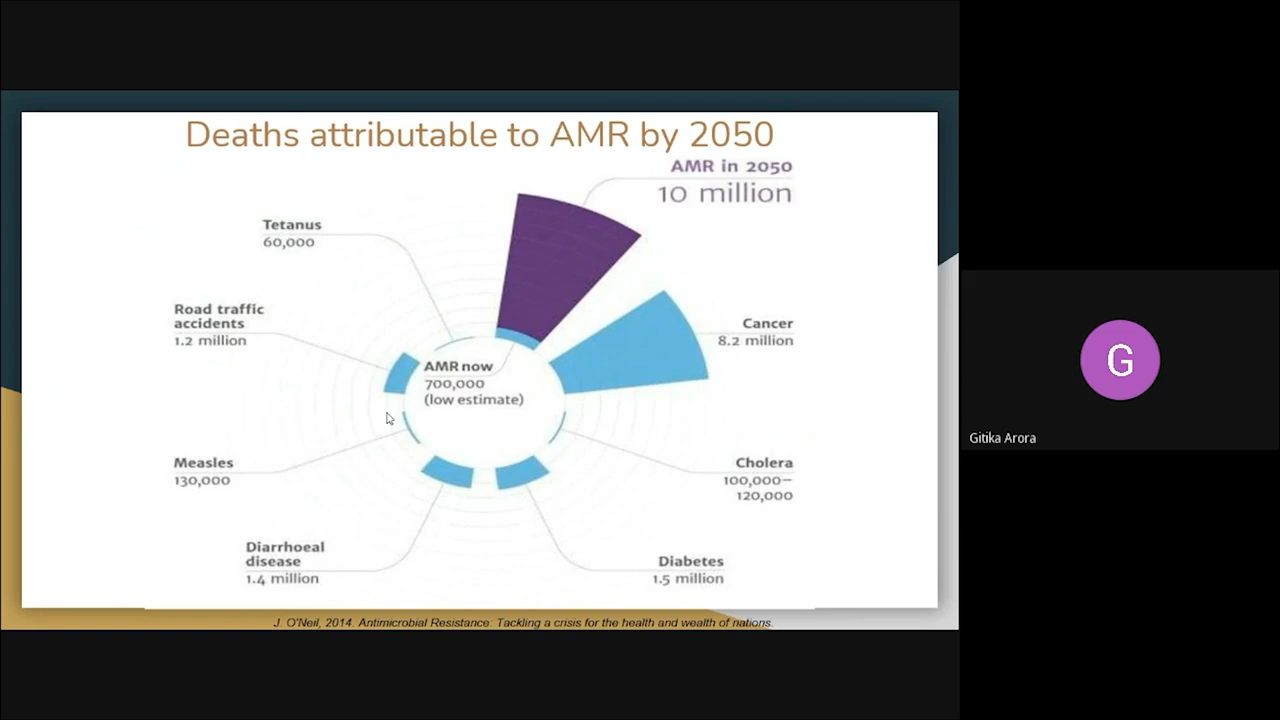 Deaths attributable to AMR by 2050
AMR in 2050
10 million
Tetanus
60,000
Road traffic
accidents
1.2 million
Cancer
8.2 million
AMR now
700,000
(low estimate)
Measles
130,000
Cholera
100,000–
120,000
Diarrhoeal
disease
1.4 million
Diabetes
1.5 million
J. O'Neil, 2014. Antimicrobial Resistance: Tackling a crisis for the health and wealth of nations.
G
Gitika Arora